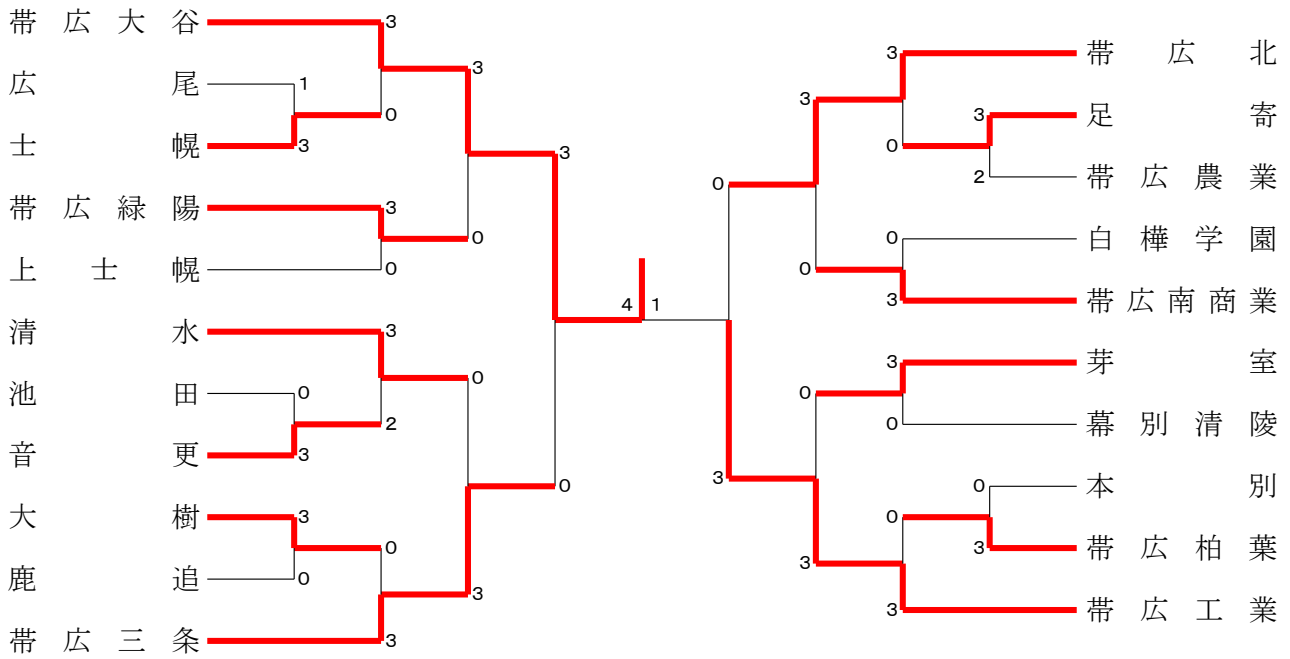 帯広大谷
広尾
士幌
帯広緑陽
上士幌
清水
池田
音更
大樹
鹿追
帯広三条
3
1
3
0
3
0
3
0
3
2
3
0
0
3
0
3
3
0
3
0
4 1
0
3
3
0
3
2
3
0
0
3
3
0
0
0
3
0
3
3
帯広北
足寄
帯広農業
白樺学園
帯広南商業
芽室
幕別清陵
本別
帯広柏葉
帯広工業